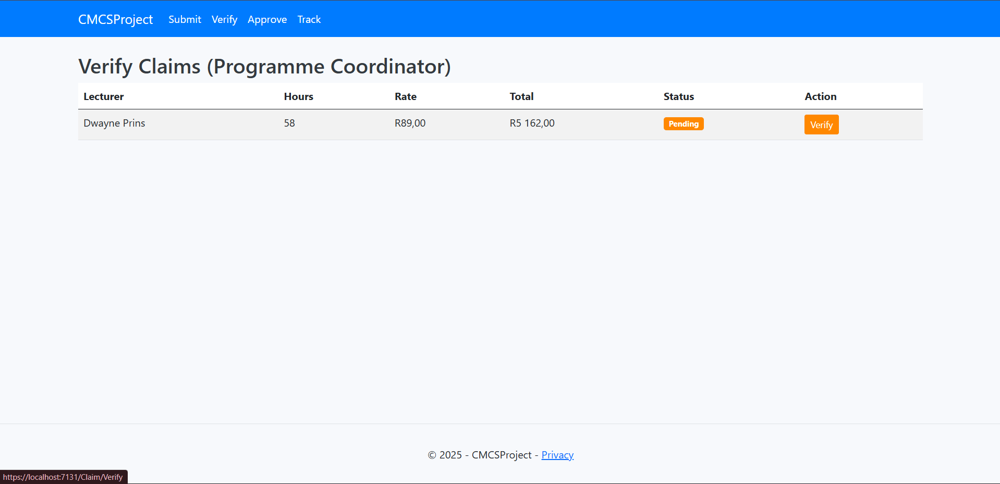 CMCSProject Submit Verify Approve Track
Verify Claims (Programme Coordinator)
Lecturer Hours Rate Total Status Action
Dwayne Prins 58 R89,00 R5 162,00 Pending Verify
© 2025 - CMCSProject - Privacy
https://localhost:7131/Claim/Verify